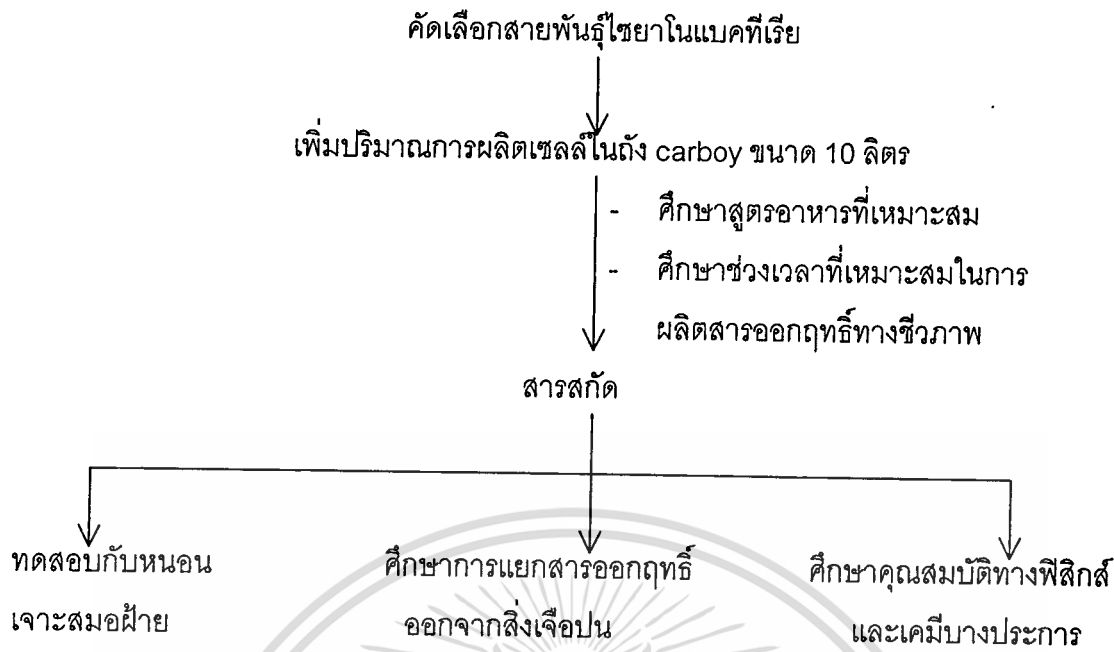 คัดเลือกสายพันธุ์ไซยาโนแบคทีเรีย
เพิ่มปริมาณการผลิตเซลล์ในถัง carboy ขนาด 10 ลิตร
- ศึกษาสูตรอาหารที่เหมาะสม
- ศึกษาช่วงเวลาที่เหมาะสมในการ
ผลิตสารออกฤทธิ์ทางชีวภาพ
สารสกัด
ทดสอบกับหนอน
เจาะสมอฝ้าย
ศึกษาการแยกสารออกฤทธิ์
ออกจากสิ่งเจือปน
ศึกษาคุณสมบัติทางฟิสิกส์
และเคมีบางประการ